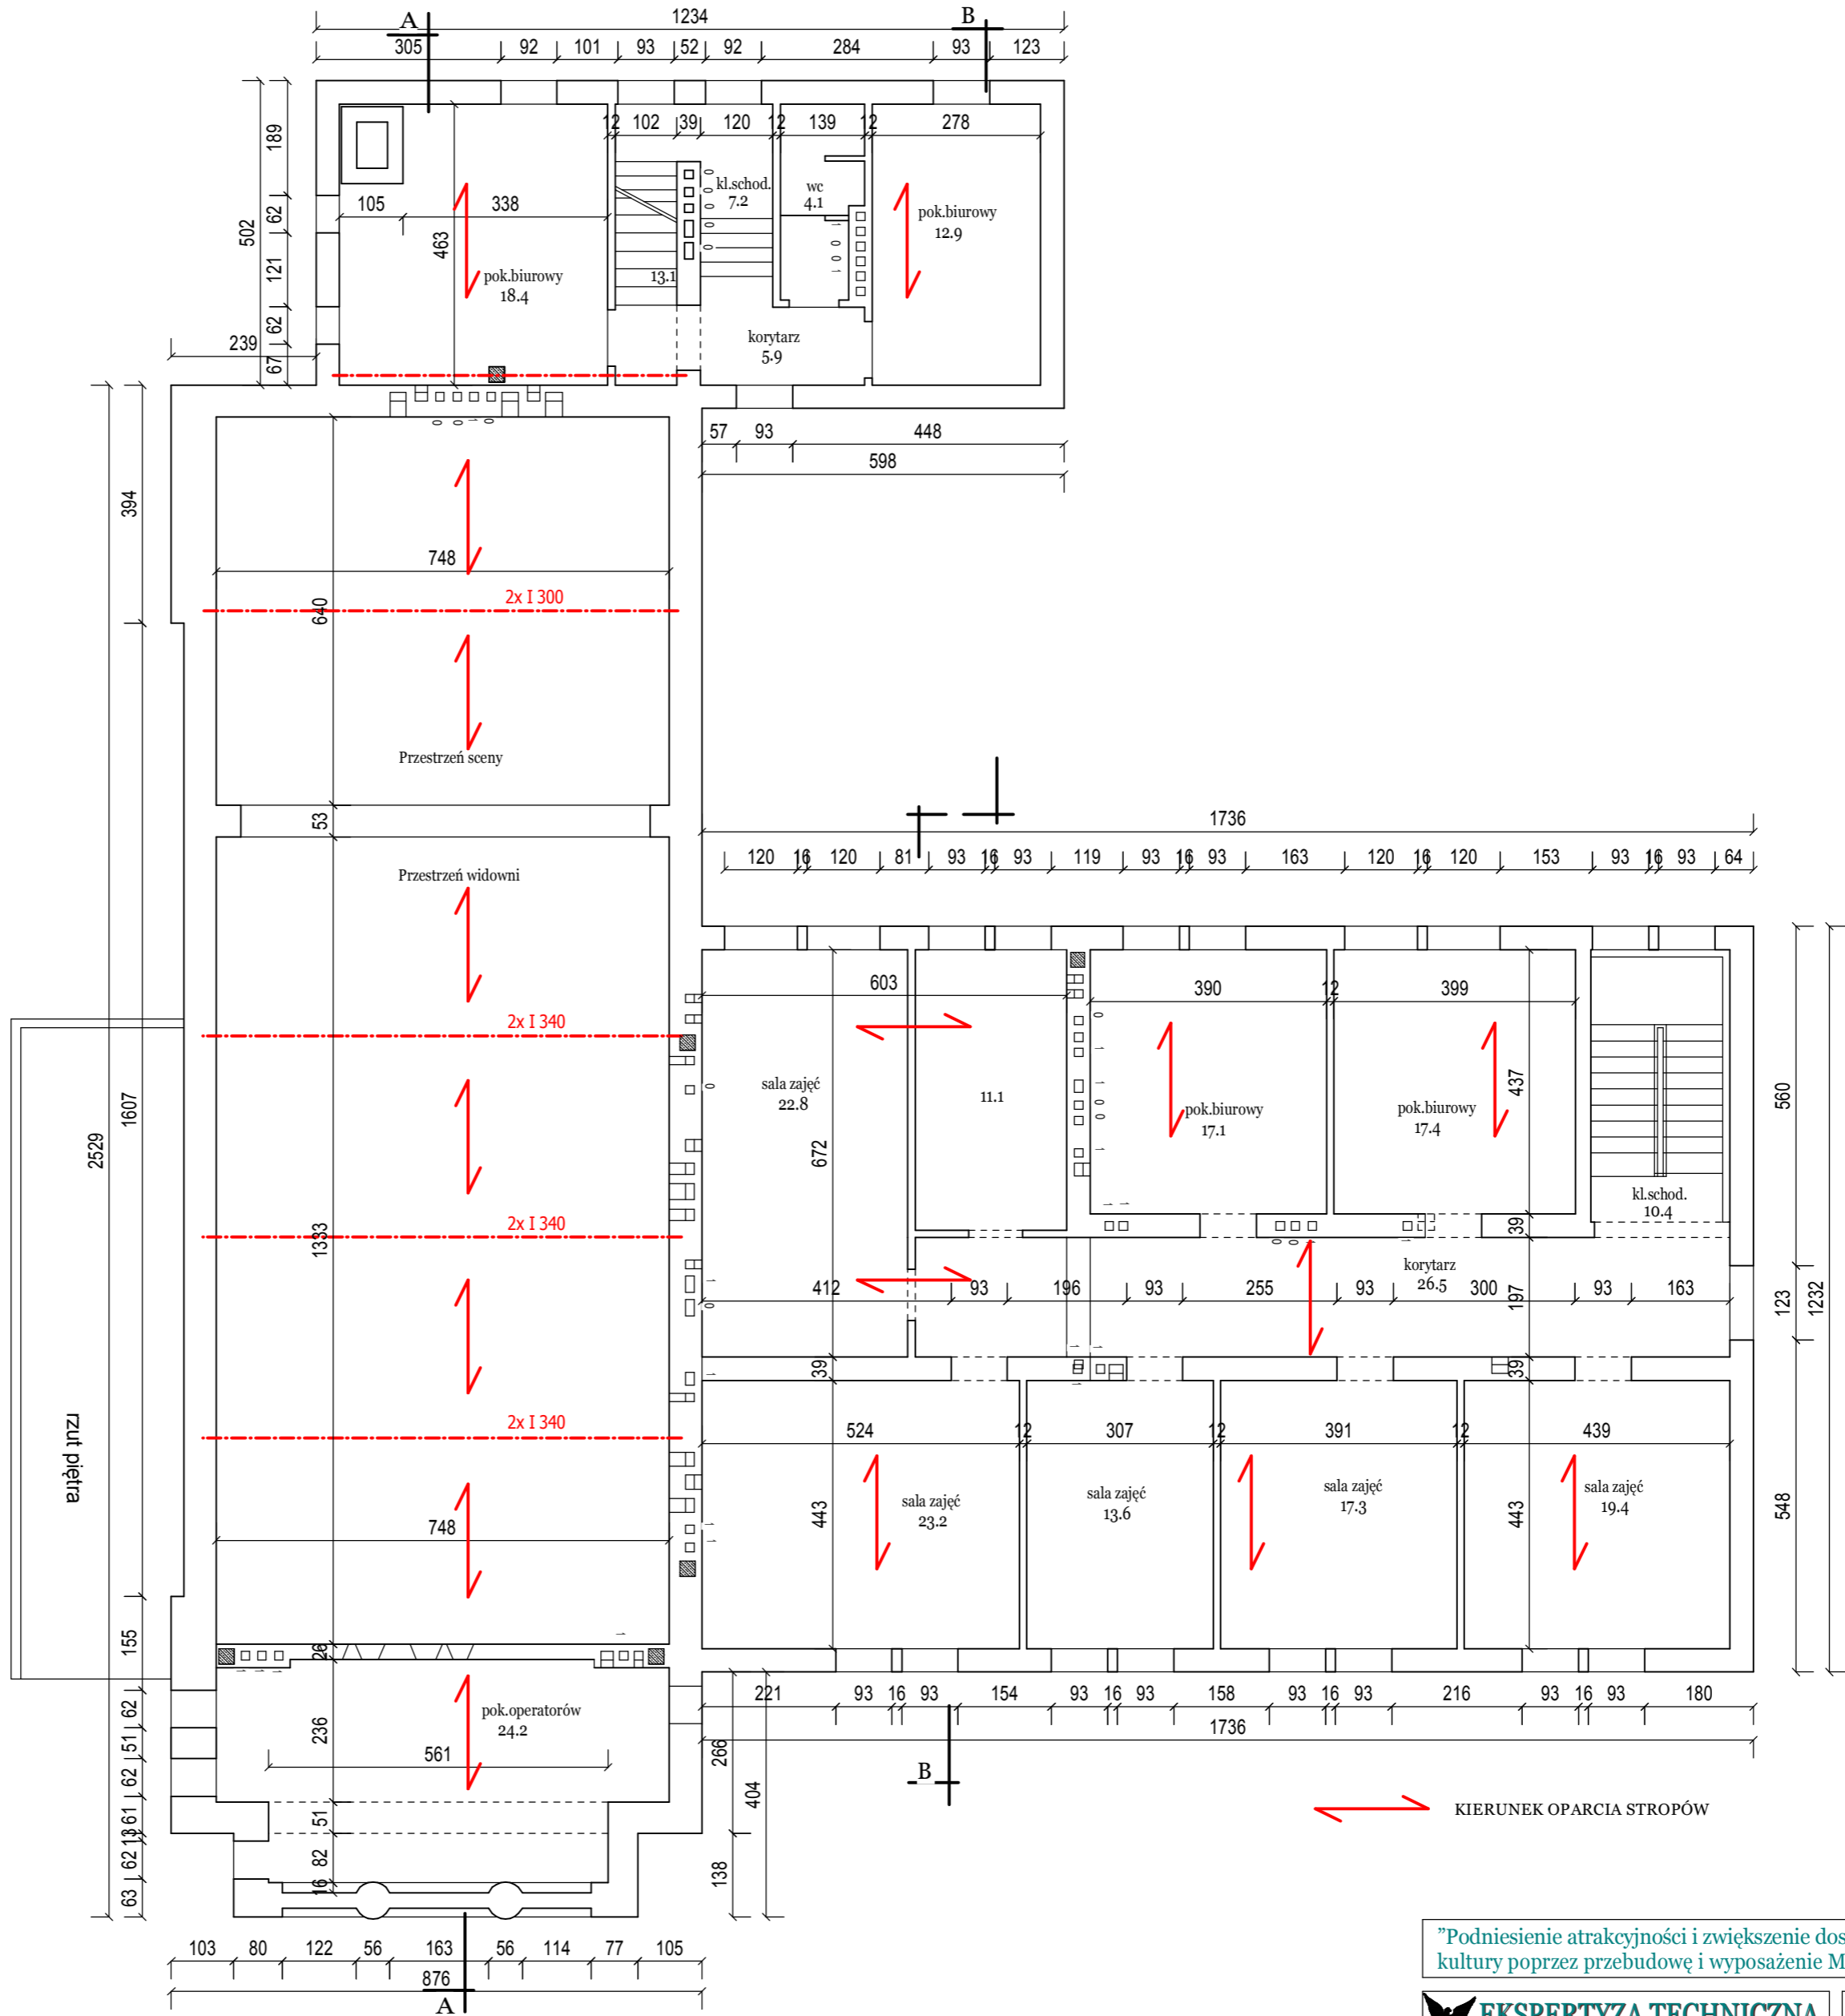 A
1234
B
305 92 101 93 52 92 284 93 123
12 102 39 120 12 139 12 278
189
62
502
121
62
67
239
105 338
463
kl.schod.
7.2
wc
4.1
pok.biurowy
12.9
pok.biurowy
18.4
13.1
korytarz
5.9
57 93 448
598
394
748
640
2x I 300
Przestrzeń sceny
53
1736
120 16 120 81 93 16 93 119 93 16 93 163 120 16 120 153 93 16 93 64
Przestrzeń widowni
603
390 12 399
2x I 340
sala zajęć
22.8
11.1
pok.biurowy
17.1
pok.biurowy
17.4
437
560
672
1607
2529
kl.schod.
10.4
39
2x I 340
1333
korytarz
26.5
412 93 196 93 255 93 300 93 163
197
123
1232
39
39
2x I 340
524 12 307 12 391 12 439
rzut piętra
sala zajęć
23.2
sala zajęć
13.6
sala zajęć
17.3
sala zajęć
19.4
443
443
548
748
155
26
pok.operatorów
24.2
221 93 16 93 154 93 16 93 158 93 16 93 216 93 16 93 180
1736
62
51
62
61
13
62
63
236
561
51
82
16
266
404
138
B
KIERUNEK OPARCIA STROPÓW
103 80 122 56 163 56 114 77 105
876
A
"Podniesienie atrakcyjności i zwiększenie dos
kultury poprzez przebudowę i wyposażenie M
EKSPERTYZA TECHNICZNA